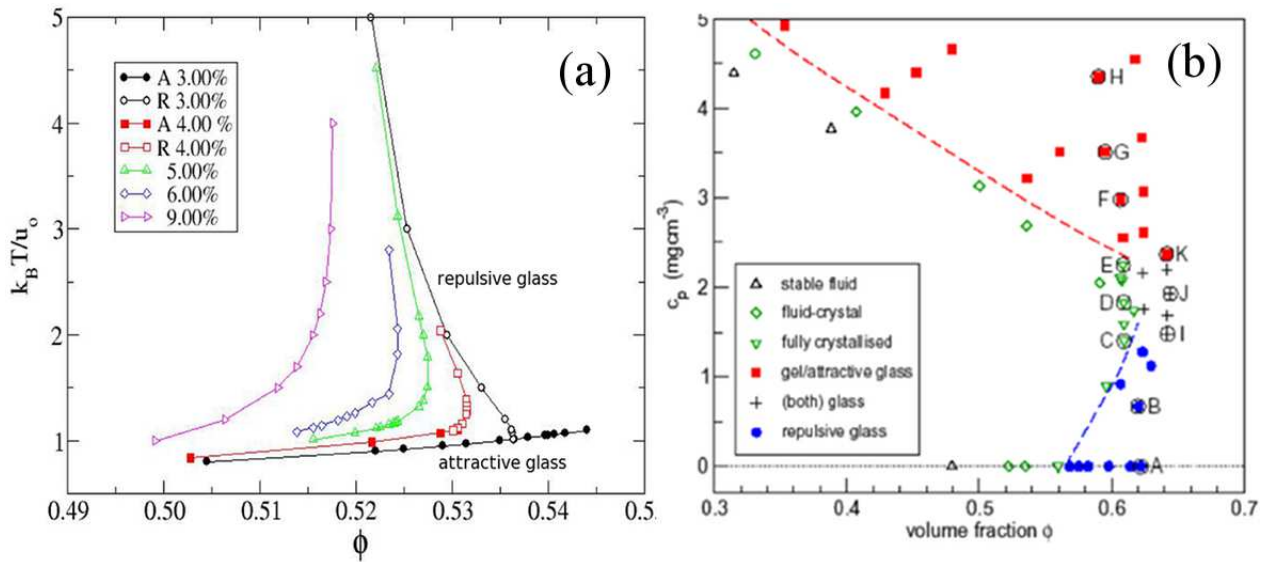 (a)
5
4
3
2
1
k_B T/u_o
A 3.00%
R 3.00%
A 4.00 %
R 4.00%
5.00%
6.00%
9.00%
repulsive glass
attractive glass
0.49 0.50 0.51 0.52 0.53 0.54 0.5
ϕ
(b)
5
4
3
2
1
0
c_p (mgcm⁻³)
H
G
F
K
E
J
D
I
C
B
A
stable fluid
fluid-crystal
fully crystallised
gel/attractive glass
(both) glass
repulsive glass
0.3 0.4 0.5 0.6 0.7
volume fraction ϕ